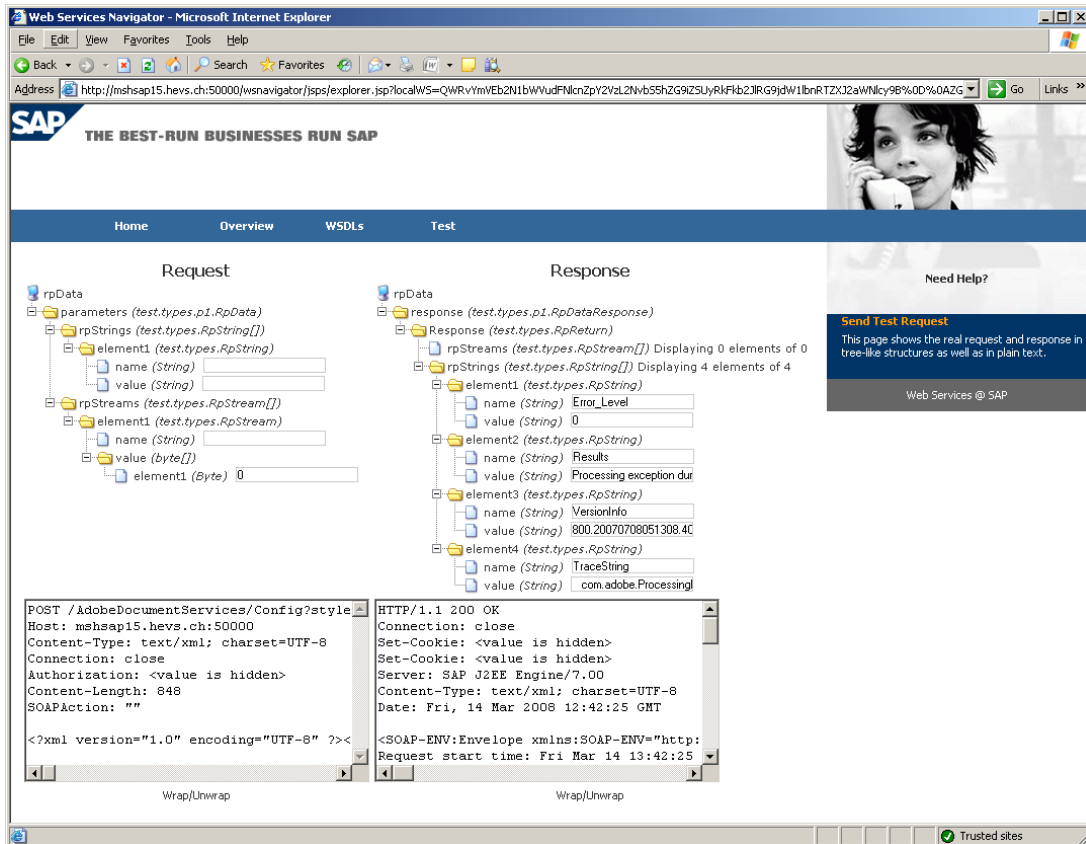 Web Services Navigator - Microsoft Internet Explorer
File Edit View Favorites Tools Help
Back Search Favorites
Address http://mshsap15.hevs.ch:50000/wsnavigator/jsps/explorer.jsp?localWS= Go Links »
SAP THE BEST-RUN BUSINESSES RUN SAP
Home Overview WSDLs Test
Request
rpData
parameters (test.types.p1.RpData)
rpStrings (test.types.RpString[])
element1 (test.types.RpString)
name (String)
value (String)
rpStreams (test.types.RpStream[])
element1 (test.types.RpStream)
name (String)
value (byte[])
element1 (Byte) 0
Response
rpData
response (test.types.p1.RpDataResponse)
Response (test.types.RpReturn)
rpStreams (test.types.RpStream[]) Displaying 0 elements of 0
rpStrings (test.types.RpString[]) Displaying 4 elements of 4
element1 (test.types.RpString)
name (String) Error_Level
value (String) 0
element2 (test.types.RpString)
name (String) Results
value (String) Processing exception dur
element3 (test.types.RpString)
name (String) VersionInfo
value (String) 800.20070708051308.40
element4 (test.types.RpString)
name (String) TraceString
value (String) com.adobe.Processing
Need Help?
Send Test Request
This page shows the real request and response in
tree-like structures as well as in plain text.
Web Services @ SAP
POST /AdobeDocumentServices/Config?style
Host: mshsap15.hevs.ch:50000
Content-Type: text/xml; charset=UTF-8
Connection: close
Authorization: <value is hidden>
Content-Length: 848
SOAPAction: ""
<?xml version="1.0" encoding="UTF-8" ?><
Wrap/Unwrap
HTTP/1.1 200 OK
Connection: close
Set-Cookie: <value is hidden>
Set-Cookie: <value is hidden>
Server: SAP J2EE Engine/7.00
Content-Type: text/xml; charset=UTF-8
Date: Fri, 14 Mar 2008 12:42:25 GMT
<SOAP-ENV:Envelope xmlns:SOAP-ENV="http:
Request start time: Fri Mar 14 13:42:25
Wrap/Unwrap
Trusted sites